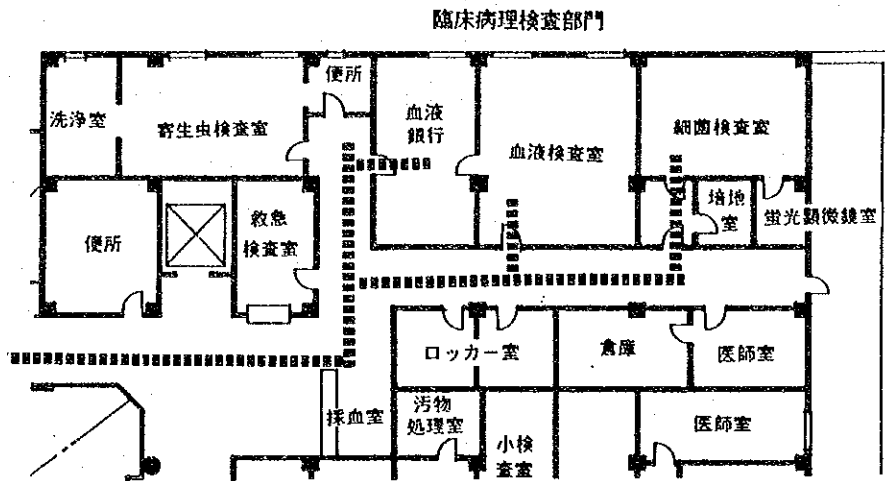 臨床病理検査部門
便所
洗浄室
寄生虫検査室
血液
銀行
血液検査室
細菌検査室
培地
室
蛍光顕微鏡室
便所
救急
検査室
ロッカー室
倉庫
医師室
採血室
汚物
処理室
小検
査室
医師室